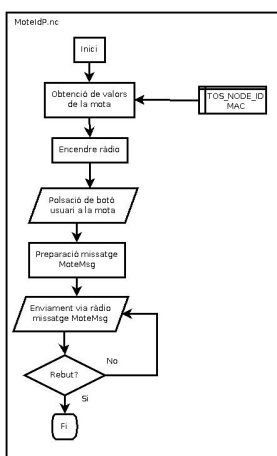 MoteIdP.nc
Inici
Obtenció de valors
de la mota
TOS_NODE_ID
MAC
Encendre ràdio
Polsació de botó
usuari a la mota
Preparació missatge
MoteMsg
Enviament via ràdio
missatge MoteMsg
No
Rebut?
Si
Fi